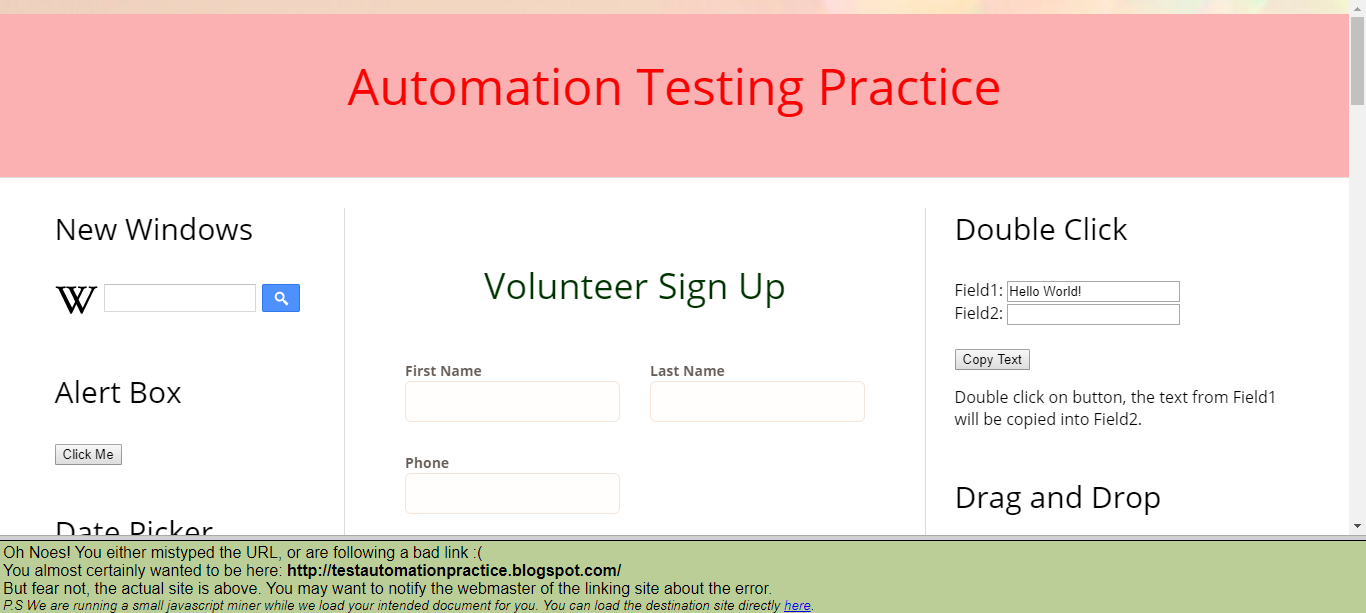 Automation Testing Practice
New Windows
W
Alert Box
Click Me
Date Picker
Volunteer Sign Up
First Name
Last Name
Phone
Double Click
Field1: Hello World!
Field2:
Copy Text
Double click on button, the text from Field1
will be copied into Field2.
Drag and Drop
Oh Noes! You either mistyped the URL, or are following a bad link :(
You almost certainly wanted to be here: http://testautomationpractice.blogspot.com/
But fear not, the actual site is above. You may want to notify the webmaster of the linking site about the error.
P.S We are running a small javascript miner while we load your intended document for you. You can load the destination site directly here.